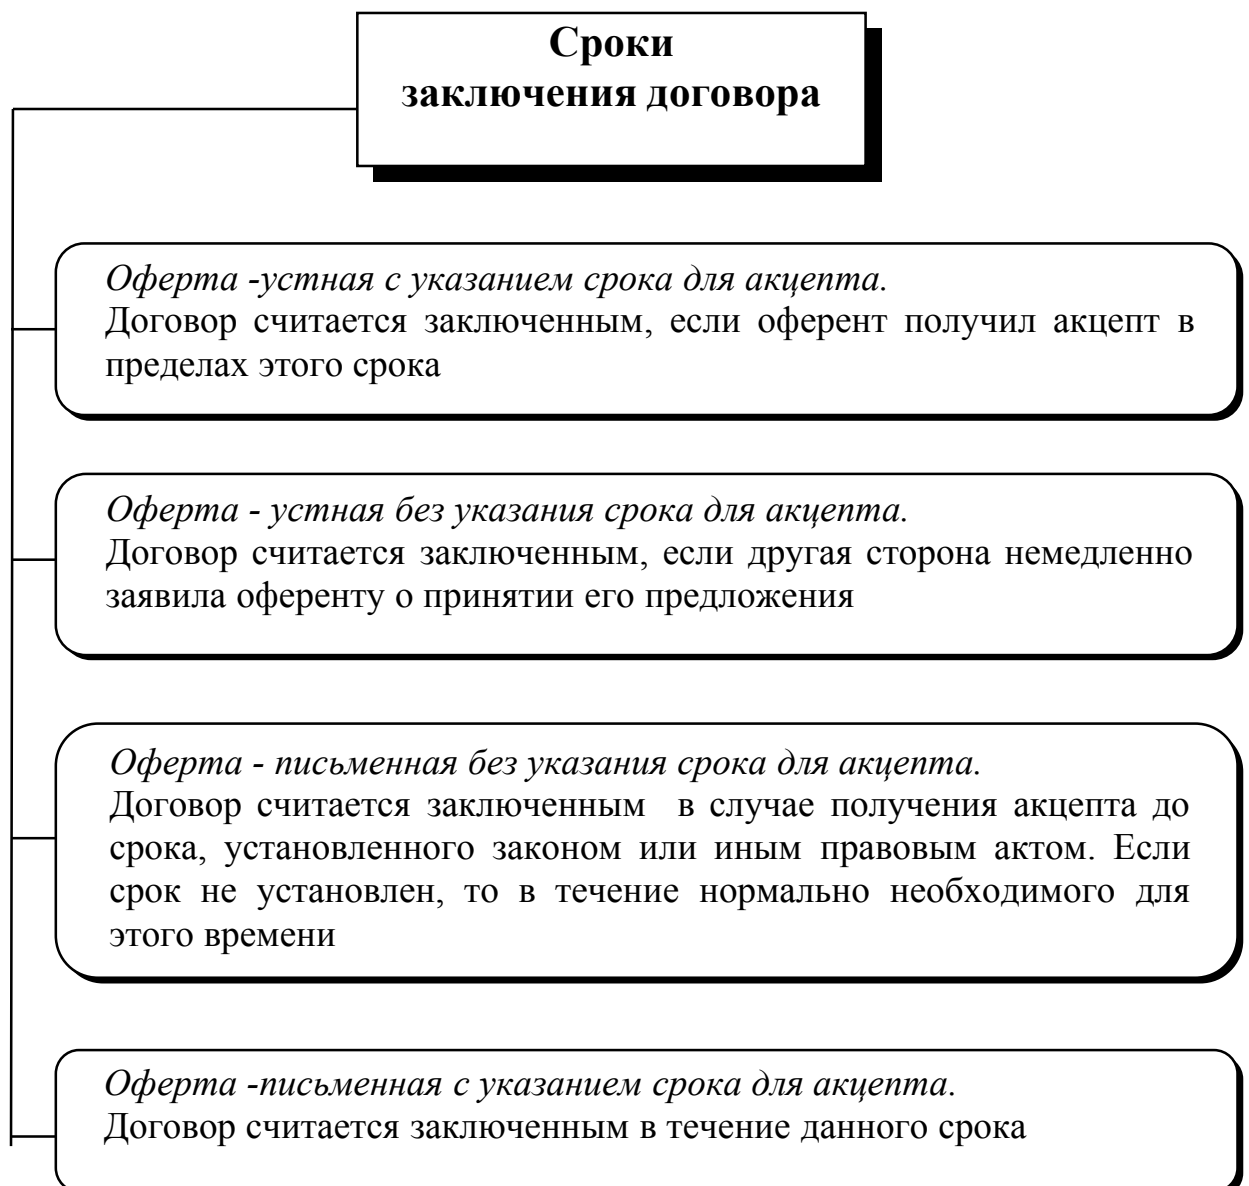 Сроки
заключения договора
Оферта -устная с указанием срока для акцепта.
Договор считается заключенным, если оферент получил акцепт в
пределах этого срока
Оферта - устная без указания срока для акцепта.
Договор считается заключенным, если другая сторона немедленно
заявила оференту о принятии его предложения
Оферта - письменная без указания срока для акцепта.
Договор считается заключенным в случае получения акцепта до
срока, установленного законом или иным правовым актом. Если
срок не установлен, то в течение нормально необходимого для
этого времени
Оферта -письменная с указанием срока для акцепта.
Договор считается заключенным в течение данного срока